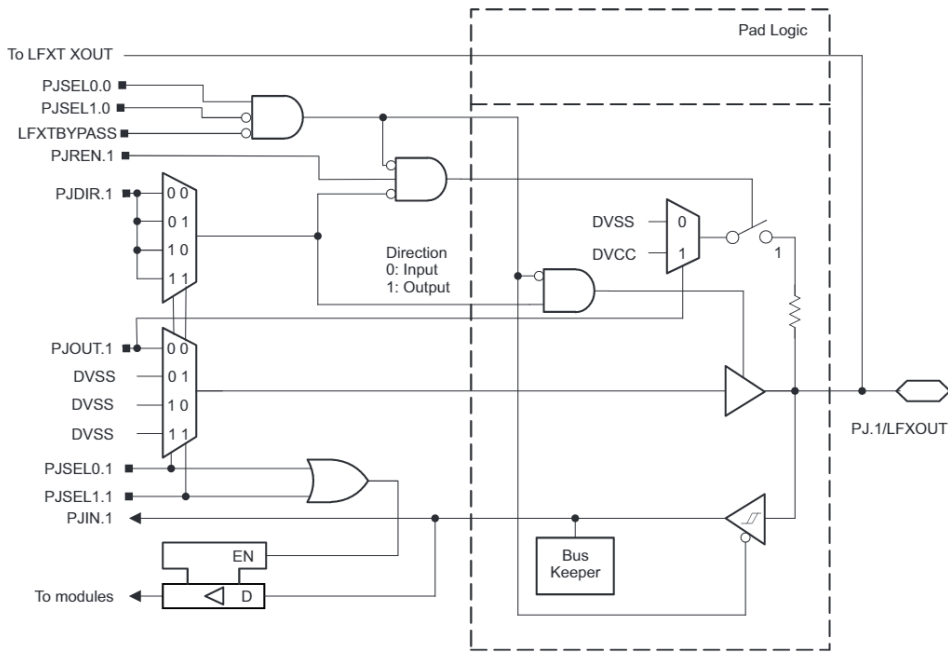 Pad Logic
To LFXT XOUT
PJSEL0.0
PJSEL1.0
LFXTBYPASS
PJREN.1
PJDIR.1
0 0
0 1
1 0
1 1
Direction
0: Input
1: Output
DVSS
0
DVCC
1
1
PJOUT.1
0 0
DVSS
0 1
DVSS
1 0
DVSS
1 1
PJ.1/LFXOUT
PJSEL0.1
PJSEL1.1
PJIN.1
Bus
Keeper
EN
To modules
D